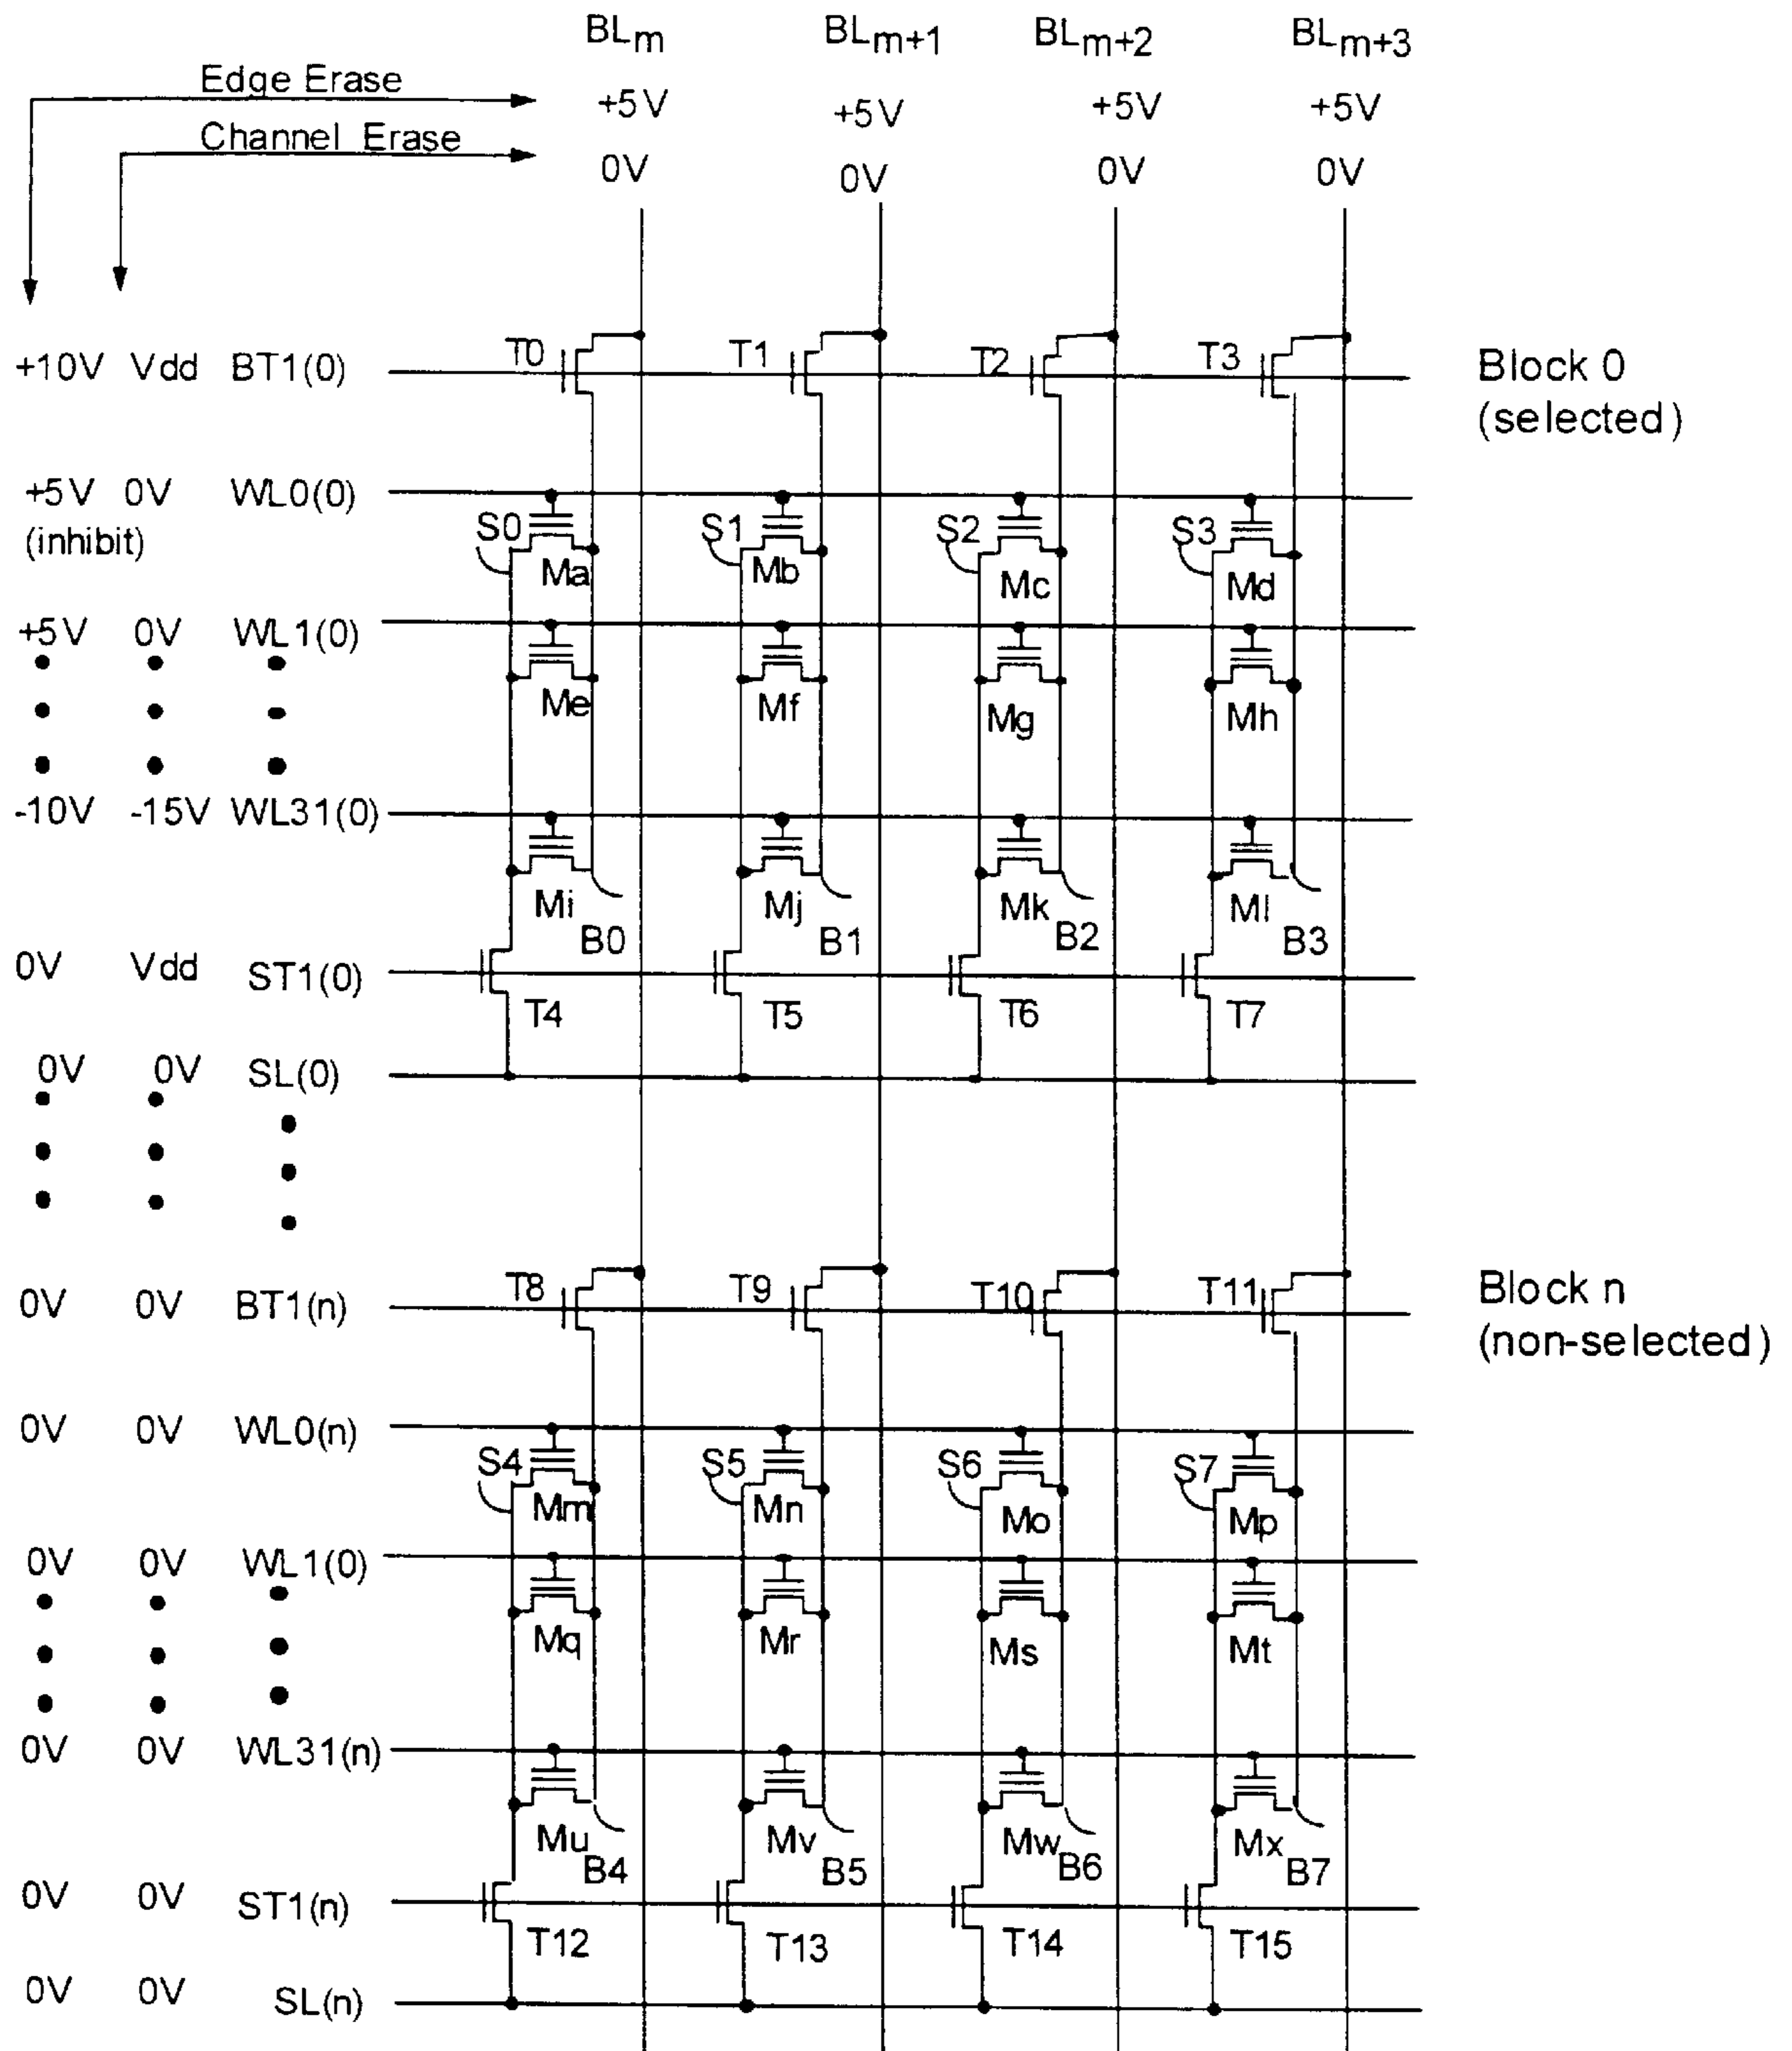 BLm BLm+1 BLm+2 BLm+3
Edge Erase +5V +5V +5V +5V
Channel Erase 0V 0V 0V 0V
+10V Vdd BT1(0) T0 T1 T2 T3 Block 0
(selected)
+5V 0V WL0(0)
(inhibit) S0 S1 S2 S3
Ma Mb Mc Md
+5V 0V WL1(0)
Me Mf Mg Mh
-10V -15V WL31(0)
Mi Mj Mk Ml
B0 B1 B2 B3
0V Vdd ST1(0)
T4 T5 T6 T7
0V 0V SL(0)
T8 T9 T10 T11 Block n
0V 0V BT1(n) (non-selected)
0V 0V WL0(n)
S4 S5 S6 S7
Mm Mn Mo Mp
0V 0V WL1(0)
Mq Mr Ms Mt
0V 0V WL31(n)
Mu Mv Mw Mx
B4 B5 B6 B7
0V 0V ST1(n)
T12 T13 T14 T15
0V 0V SL(n)